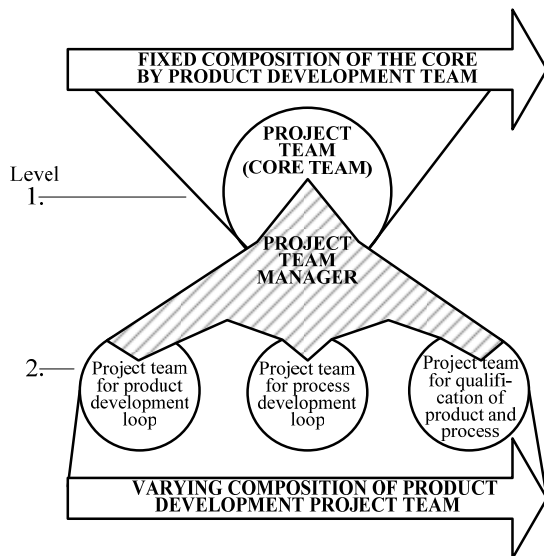 FIXED COMPOSITION OF THE CORE
BY PRODUCT DEVELOPMENT TEAM
PROJECT
TEAM
(CORE TEAM)
Level
1.
PROJECT
TEAM
MANAGER
2.
Project team
for product
development
loop
Project team
for process
development
loop
Project team
for qualifi-
cation of
product and
process
VARYING COMPOSITION OF PRODUCT
DEVELOPMENT PROJECT TEAM